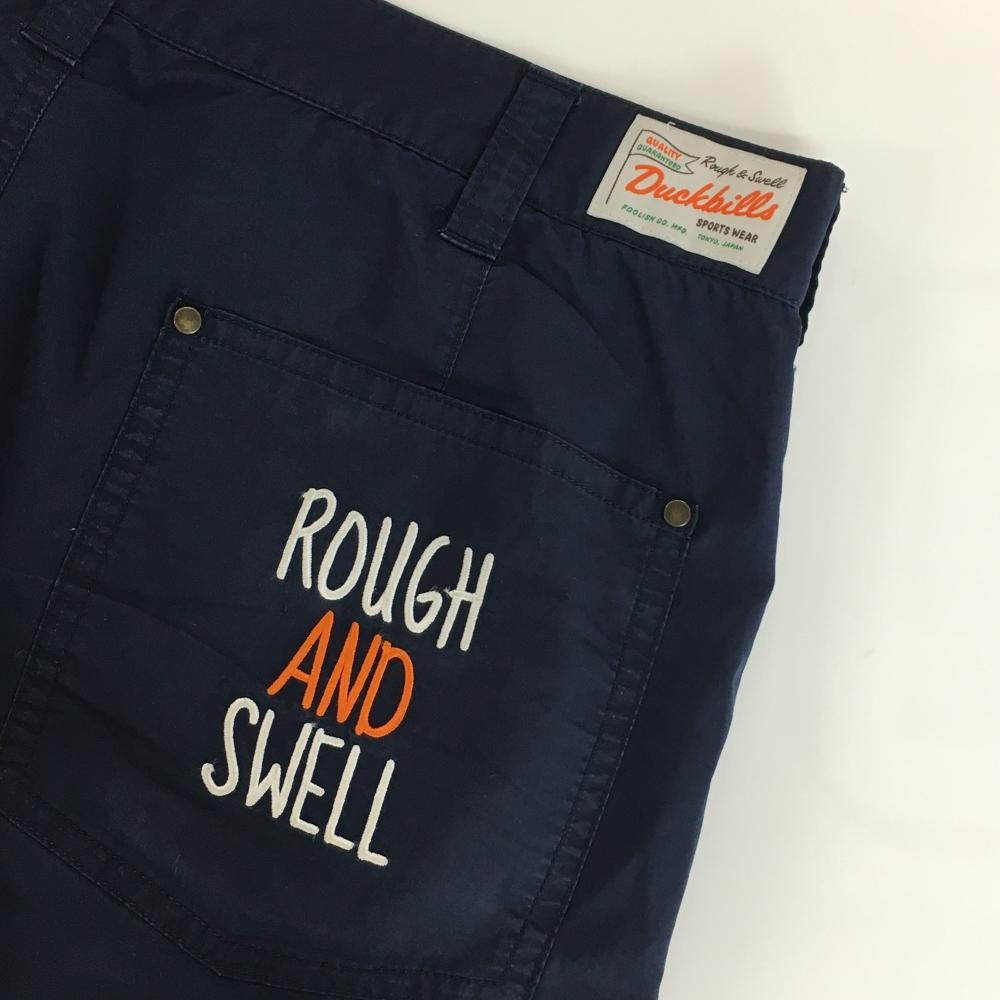 QUALITY
GUARANTEED
Rough & Swell
Duckbills
SPORTS WEAR
FOOLISH CO. MFG.
TOKYO, JAPAN
ROUGH
AND
SWELL